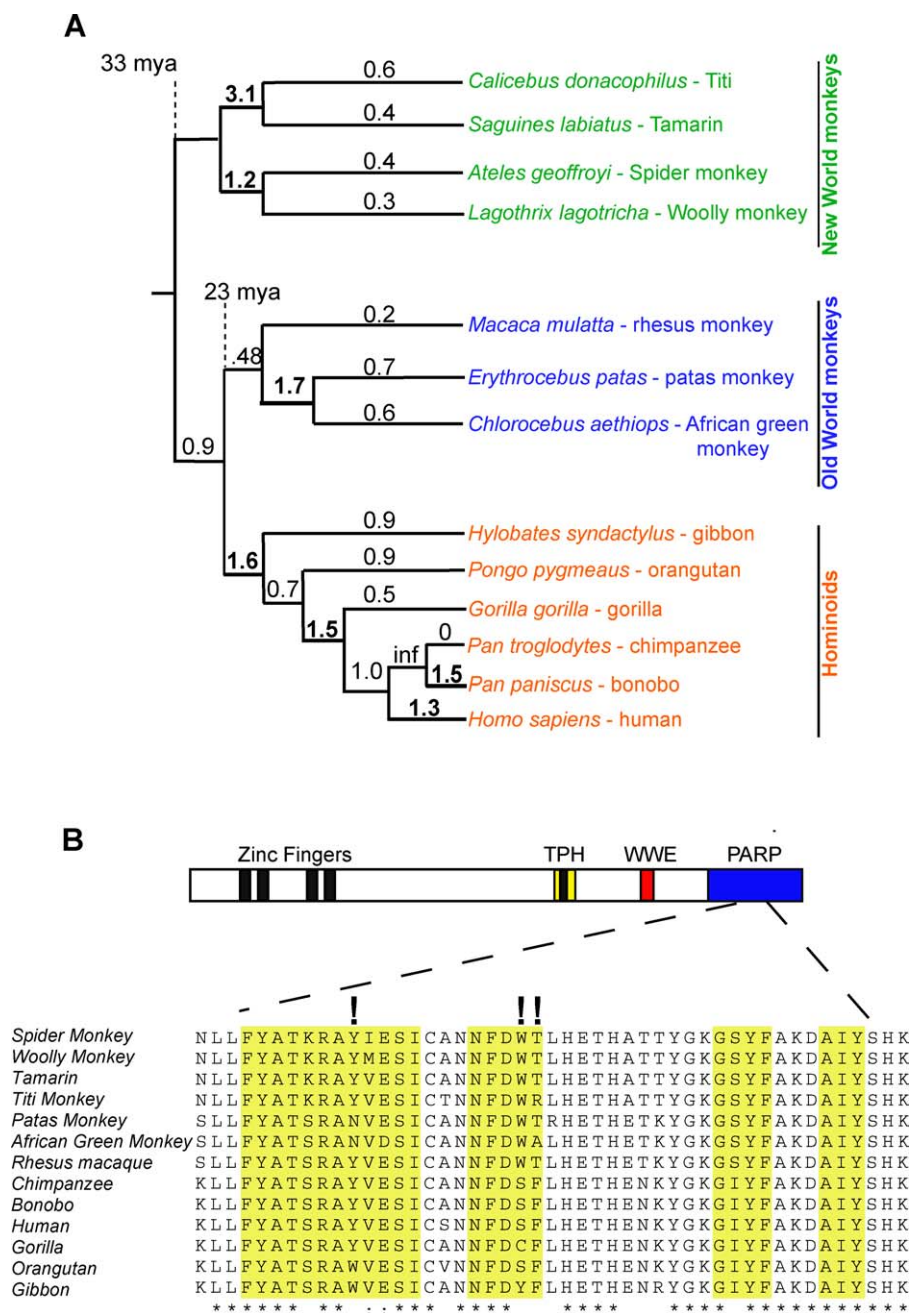 A
33 mya
0.6
Calicebus donacophilus - Titi
3.1
0.4
Saguines labiatus - Tamarin
0.4
Ateles geoffroyi - Spider monkey
1.2
0.3
Lagothrix lagotricha - Woolly monkey
New World monkeys
23 mya
0.2
Macaca mulatta - rhesus monkey
.48
0.7
Erythrocebus patas - patas monkey
1.7
0.6
Chlorocebus aethiops - African green
monkey
Old World monkeys
0.9
0.9
Hylobates syndactylus - gibbon
1.6
0.9
Pongo pygmeaus - orangutan
0.7
0.5
Gorilla gorilla - gorilla
1.5
0
Pan troglodytes - chimpanzee
inf
1.0
1.5
Pan paniscus - bonobo
1.3
Homo sapiens - human
Hominoids
B
Zinc Fingers TPH WWE PARP
! ! !
Spider Monkey NLLFYATKRAYIESICANNFDWTLHETHATTYGKGSYFAKDAIYSHK
Woolly Monkey NLLFYATKRAYMESICANNFDWTLHETHATTYGKGSYFAKDAIYSHK
Tamarin NLLFYATKRAYVESICANNFDWTLHETHATTYGKGSYFAKDAIYSHK
Titi Monkey NLLFYATKRAYVESICTNNFDWRLHETHATTYGKGSYFAKDAIYSHK
Patas Monkey SLLFYATSRANVESICANNFDWTRHETHETKYGKGSYFAKDAIYSHK
African Green Monkey SLLFYATSRANVDSICANNFDWALHETHETKYGKGSYFAKDAIYSHK
Rhesus macaque SLLFYATSRAYVESICANNFDWTLHETHETKYGKGSYFAKDAIYSHK
Chimpanzee KLLFYATSRAYVESICANNFDSFLHETHENKYGKGIYFAKDAIYSHK
Bonobo KLLFYATSRAYVESICANNFDSFLHETHENKYGKGIYFAKDAIYSHK
Human KLLFYATSRAYVESICSNNFDSFLHETHENKYGKGIYFAKDAIYSHK
Gorilla KLLFYATSRAYVESICANNFDCFLHETHENKYGKGIYFAKDAIYSHK
Orangutan KLLFYATSRAWVESICVNNFDSFLHETHENKYGKGIYFAKDAIYSHK
Gibbon KLLFYATSRAWVESICANNFDYFLHETHENRYGKGIYFAKDAIYSHK
****** ** ..*** **** **** *** *********